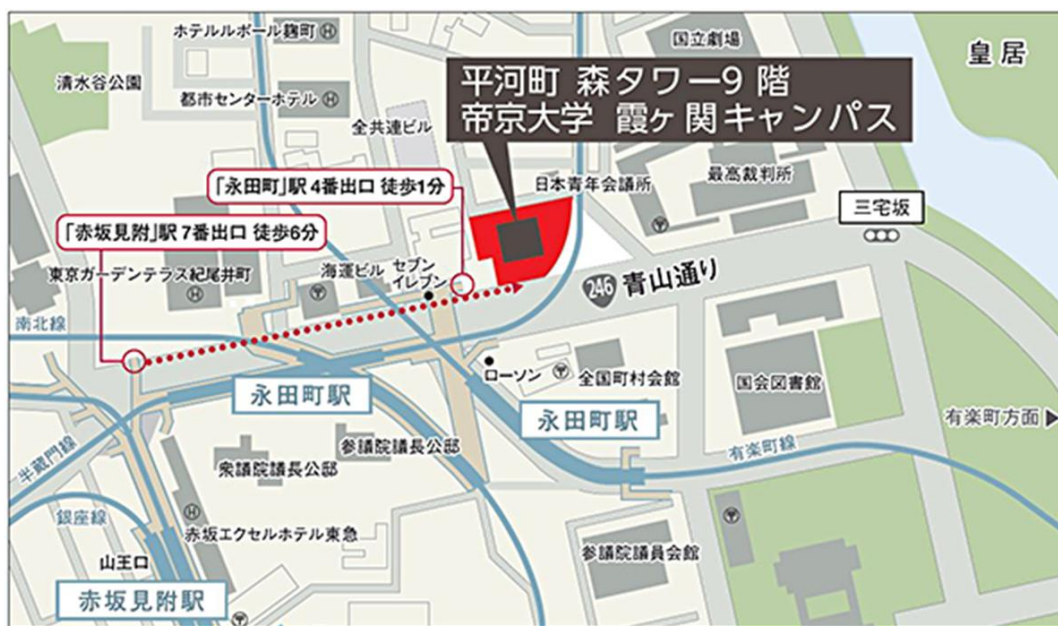 ホテルルポール麹町
国立劇場
皇居
清水谷公園
平河町 森タワー9 階
帝京大学 霞ヶ関キャンパス
都市センターホテル
全共連ビル
「永田町」駅 4番出口 徒歩1分
日本青年会議所
最高裁判所
三宅坂
「赤坂見附」駅 7番出口 徒歩6分
東京ガーデンテラス紀尾井町
海運ビル
セブン
イレブン
246
青山通り
南北線
ローソン
全国町村会館
国会図書館
永田町駅
永田町駅
有楽町方面
半蔵門線
衆議院議長公邸
参議院議長公邸
有楽町線
銀座線
赤坂エクセルホテル東急
山王口
参議院議員会館
赤坂見附駅